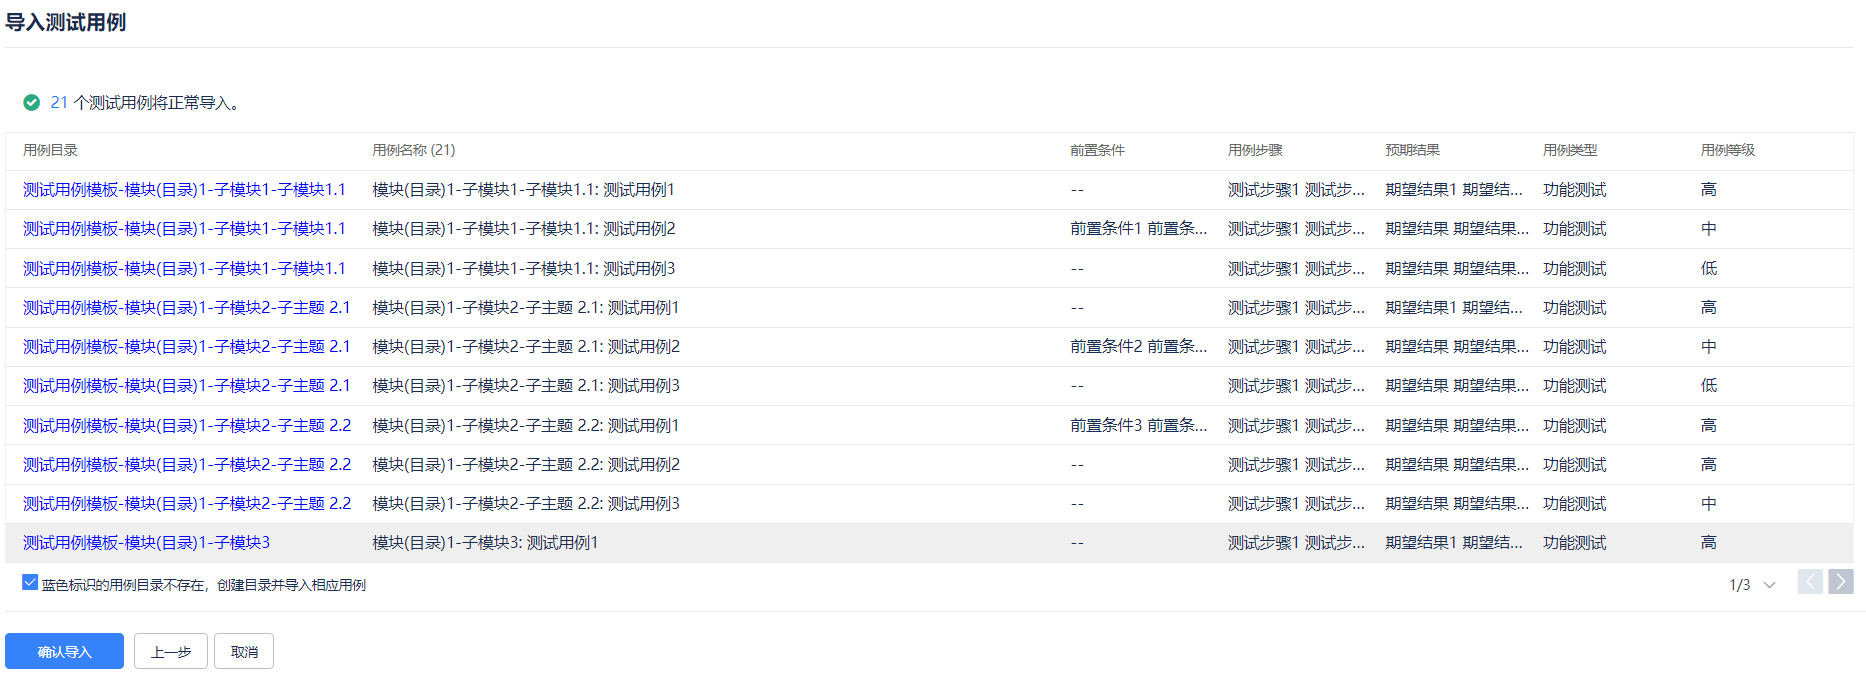 导入测试用例
21 个测试用例将正常导入。
用例目录 用例名称 (21) 前置条件 用例步骤 预期结果 用例类型 用例等级
测试用例模板-模块(目录)1-子模块1-子模块1.1 模块(目录)1-子模块1-子模块1.1: 测试用例1 -- 测试步骤1 测试步... 期望结果1 期望结... 功能测试 高
测试用例模板-模块(目录)1-子模块1-子模块1.1 模块(目录)1-子模块1-子模块1.1: 测试用例2 前置条件1 前置条... 测试步骤1 测试步... 期望结果 期望结果... 功能测试 中
测试用例模板-模块(目录)1-子模块1-子模块1.1 模块(目录)1-子模块1-子模块1.1: 测试用例3 -- 测试步骤1 测试步... 期望结果 期望结果... 功能测试 低
测试用例模板-模块(目录)1-子模块2-子主题 2.1 模块(目录)1-子模块2-子主题 2.1: 测试用例1 -- 测试步骤1 测试步... 期望结果1 期望结... 功能测试 高
测试用例模板-模块(目录)1-子模块2-子主题 2.1 模块(目录)1-子模块2-子主题 2.1: 测试用例2 前置条件2 前置条... 测试步骤1 测试步... 期望结果 期望结果... 功能测试 中
测试用例模板-模块(目录)1-子模块2-子主题 2.1 模块(目录)1-子模块2-子主题 2.1: 测试用例3 -- 测试步骤1 测试步... 期望结果 期望结果... 功能测试 低
测试用例模板-模块(目录)1-子模块2-子主题 2.2 模块(目录)1-子模块2-子主题 2.2: 测试用例1 前置条件3 前置条... 测试步骤1 测试步... 期望结果 期望结果... 功能测试 高
测试用例模板-模块(目录)1-子模块2-子主题 2.2 模块(目录)1-子模块2-子主题 2.2: 测试用例2 -- 测试步骤1 测试步... 期望结果 期望结果... 功能测试 高
测试用例模板-模块(目录)1-子模块2-子主题 2.2 模块(目录)1-子模块2-子主题 2.2: 测试用例3 -- 测试步骤1 测试步... 期望结果 期望结果... 功能测试 中
测试用例模板-模块(目录)1-子模块3 模块(目录)1-子模块3: 测试用例1 -- 测试步骤1 测试步... 期望结果1 期望结... 功能测试 高
蓝色标识的用例目录不存在，创建目录并导入相应用例 1/3
确认导入 上一步 取消